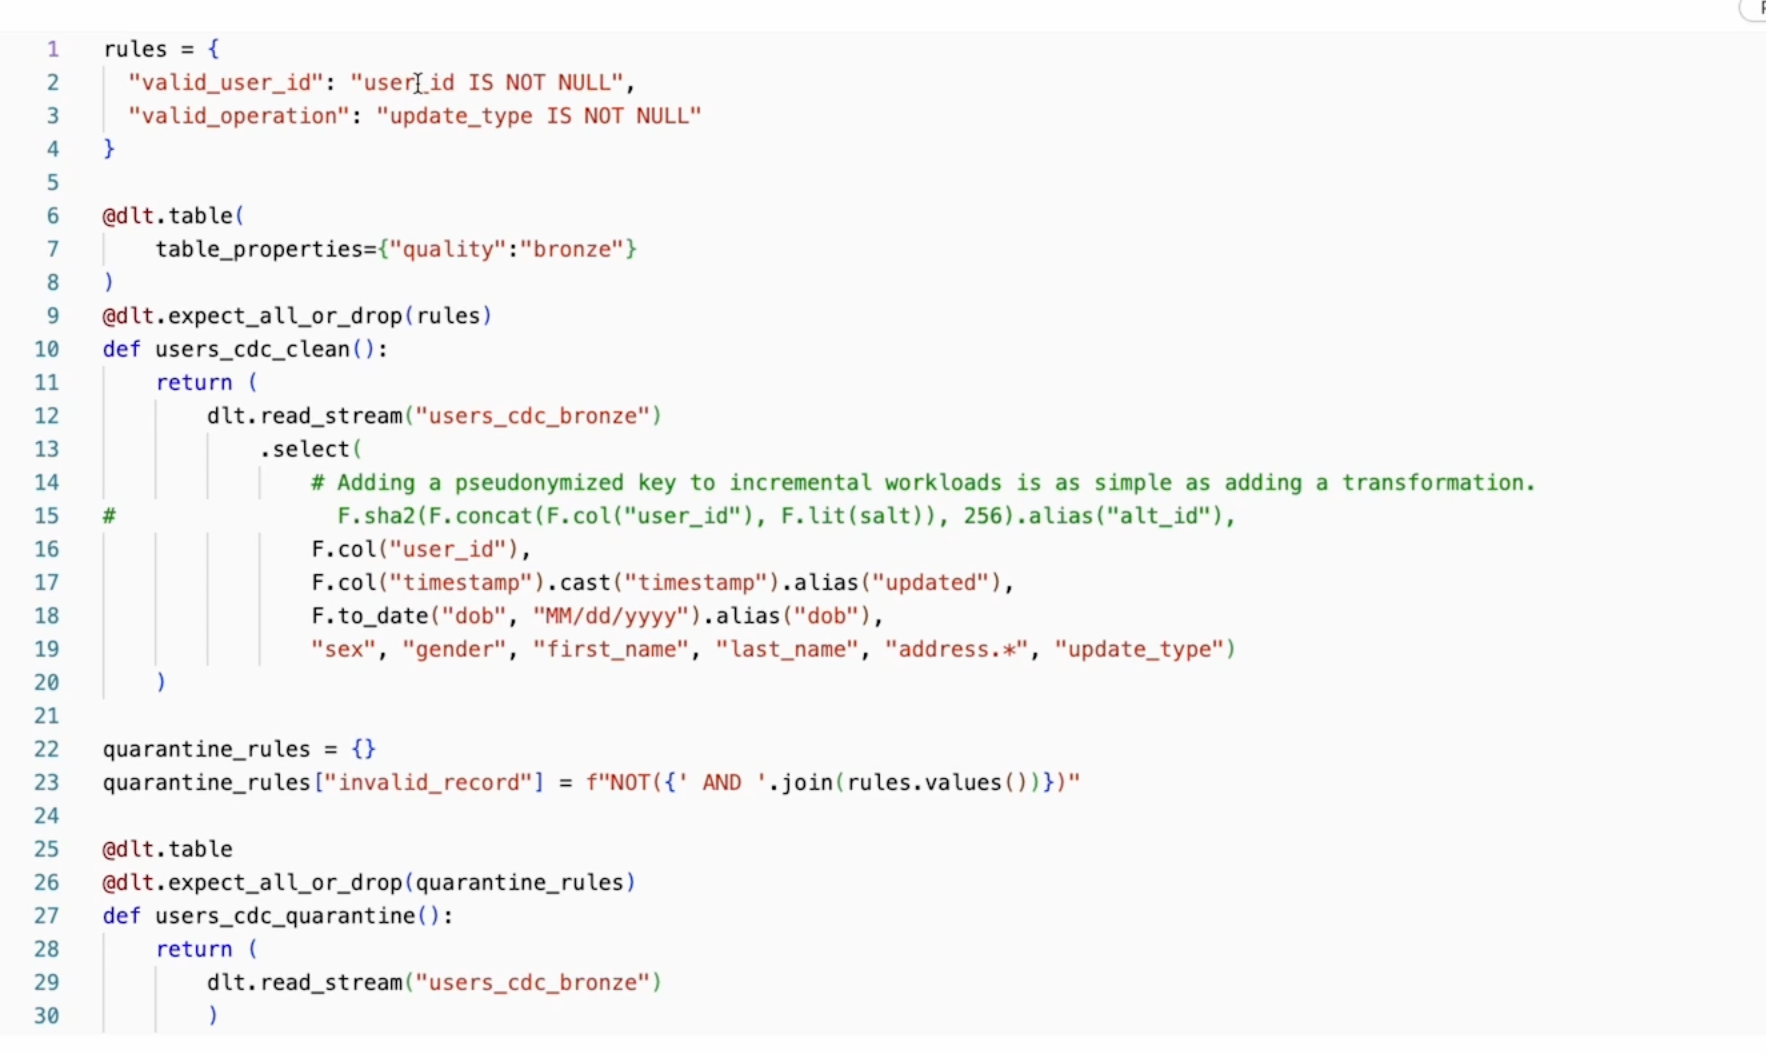 1 rules = {
2 "valid_user_id": "user_id IS NOT NULL",
3 "valid_operation": "update_type IS NOT NULL"
4 }
5
6 @dlt.table(
7 table_properties={"quality":"bronze"}
8 )
9 @dlt.expect_all_or_drop(rules)
10 def users_cdc_clean():
11 return (
12 dlt.read_stream("users_cdc_bronze")
13 .select(
14 # Adding a pseudonymized key to incremental workloads is as simple as adding a transformation.
15 # F.sha2(F.concat(F.col("user_id"), F.lit(salt)), 256).alias("alt_id"),
16 F.col("user_id"),
17 F.col("timestamp").cast("timestamp").alias("updated"),
18 F.to_date("dob", "MM/dd/yyyy").alias("dob"),
19 "sex", "gender", "first_name", "last_name", "address.*", "update_type")
20 )
21
22 quarantine_rules = {}
23 quarantine_rules["invalid_record"] = f"NOT({' AND '.join(rules.values())})"
24
25 @dlt.table
26 @dlt.expect_all_or_drop(quarantine_rules)
27 def users_cdc_quarantine():
28 return (
29 dlt.read_stream("users_cdc_bronze")
30 )